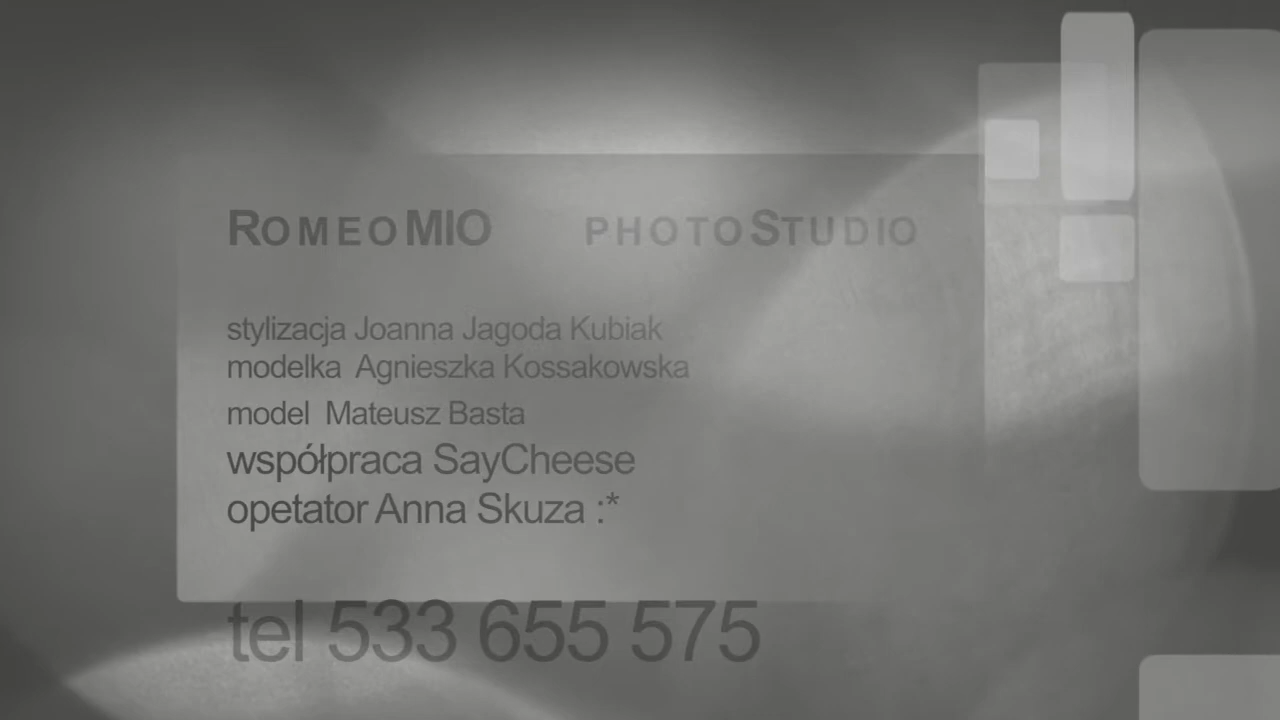 ROMEOMIO PHOTOSTUDIO
stylizacja Joanna Jagoda Kubiak
modelka Agnieszka Kossakowska
model Mateusz Basta
współpraca SayCheese
opetator Anna Skuza :*
tel 533 655 575